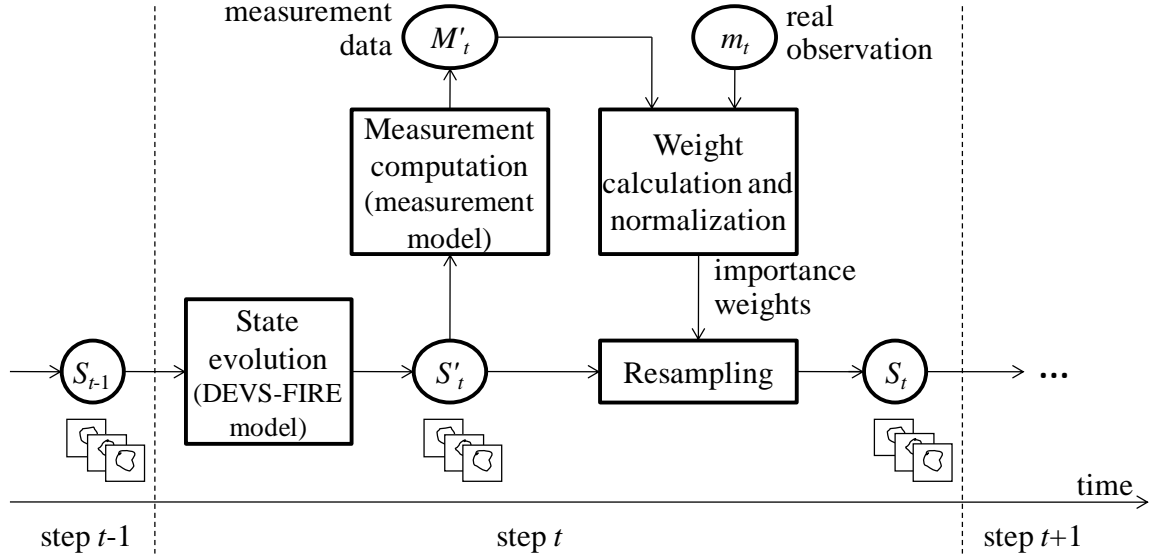 measurement
data
M't
mt
real
observation
Measurement
computation
(measurement
model)
Weight
calculation and
normalization
importance
weights
State
evolution
(DEVS-FIRE
model)
St-1
S't
Resampling
St
...
time
step t-1
step t
step t+1